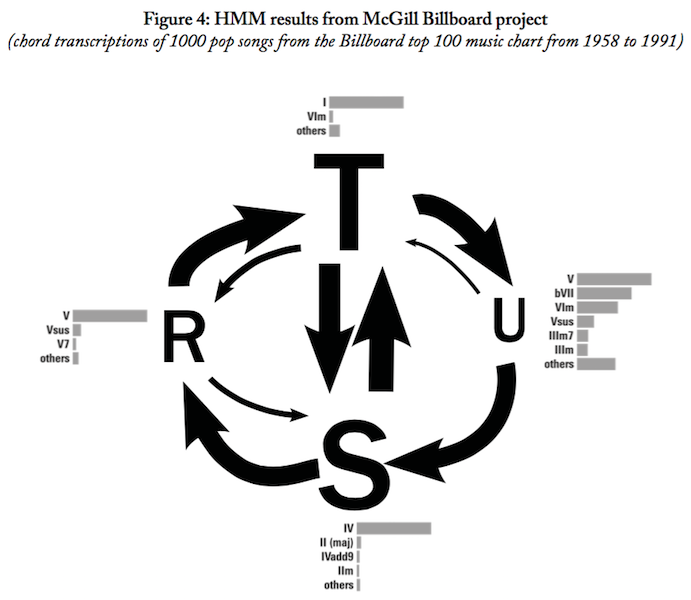 Figure 4: HMM results from McGill Billboard project
(chord transcriptions of 1000 pop songs from the Billboard top 100 music chart from 1958 to 1991)
I
VIm
others
T
V
Vsus
V7
others
R
U
V
bVII
VIm
Vsus
IIIm7
IIIm
others
S
IV
II (maj)
IVadd9
IIm
others